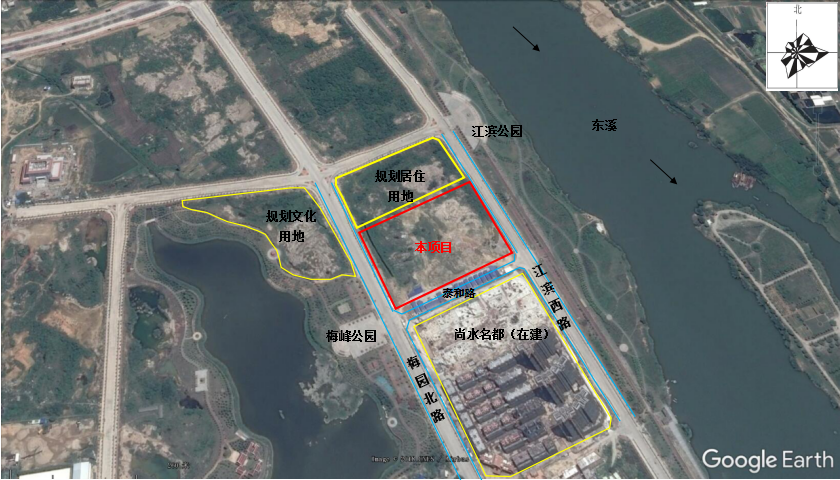 北
江滨公园
东溪
规划居住
用地
规划文化
用地
本项目
泰和路
江滨西路
梅峰公园
尚水名都（在建）
梅园北路
Google Earth